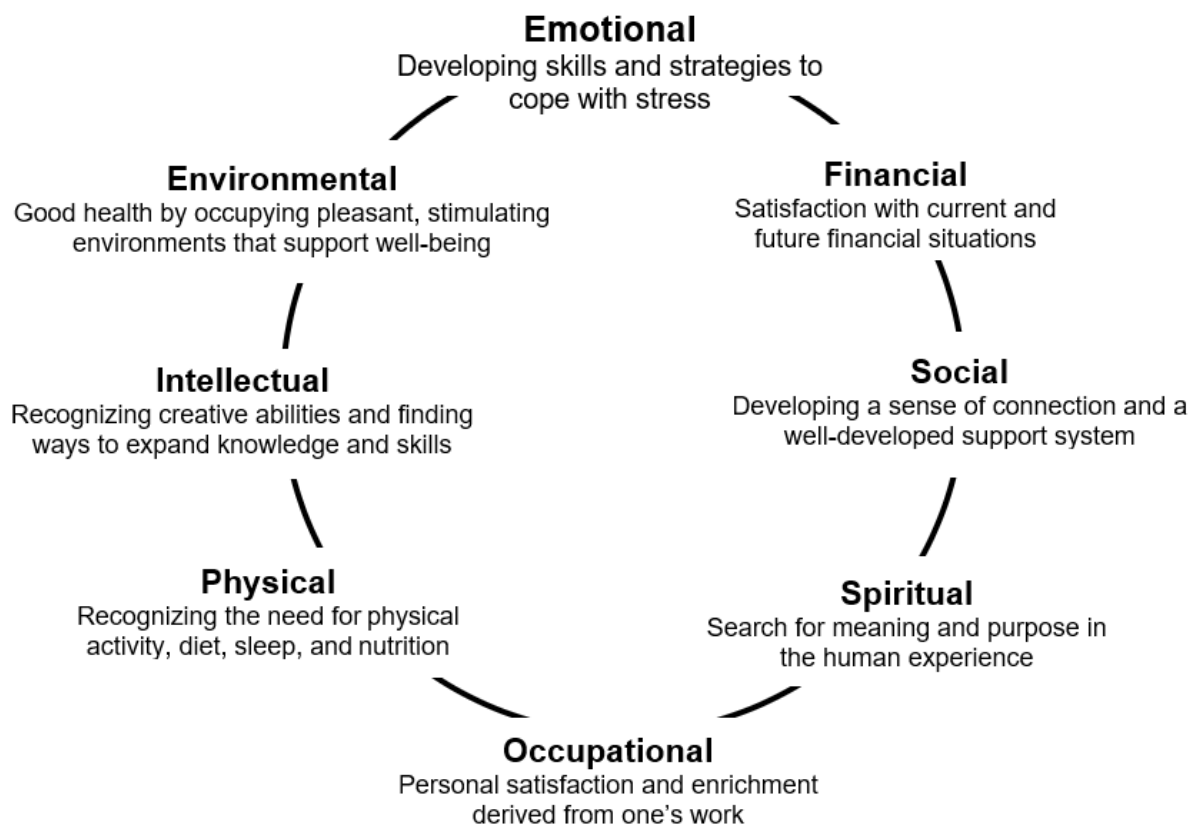 Emotional
Developing skills and strategies to
cope with stress
Financial
Satisfaction with current and
future financial situations
Social
Developing a sense of connection and a
well-developed support system
Spiritual
Search for meaning and purpose in
the human experience
Occupational
Personal satisfaction and enrichment
derived from one’s work
Physical
Recognizing the need for physical
activity, diet, sleep, and nutrition
Intellectual
Recognizing creative abilities and finding
ways to expand knowledge and skills
Environmental
Good health by occupying pleasant, stimulating
environments that support well-being